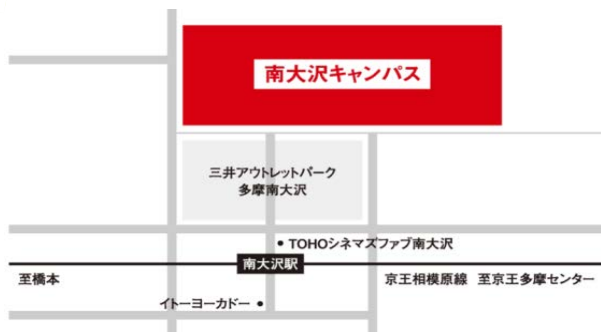 南大沢キャンパス
三井アウトレットパーク
多摩南大沢
TOHOシネマズファブ南大沢
南大沢駅
至橋本
京王相模原線 至京王多摩センター
イトーヨーカドー